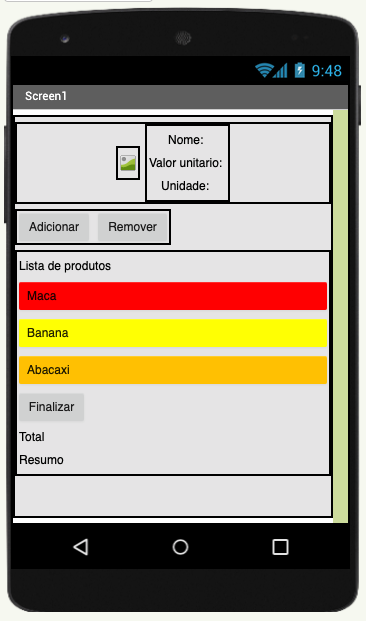 9:48
Screen1
Nome:
Valor unitario:
Unidade:
Adicionar Remover
Lista de produtos
Maca
Banana
Abacaxi
Finalizar
Total
Resumo